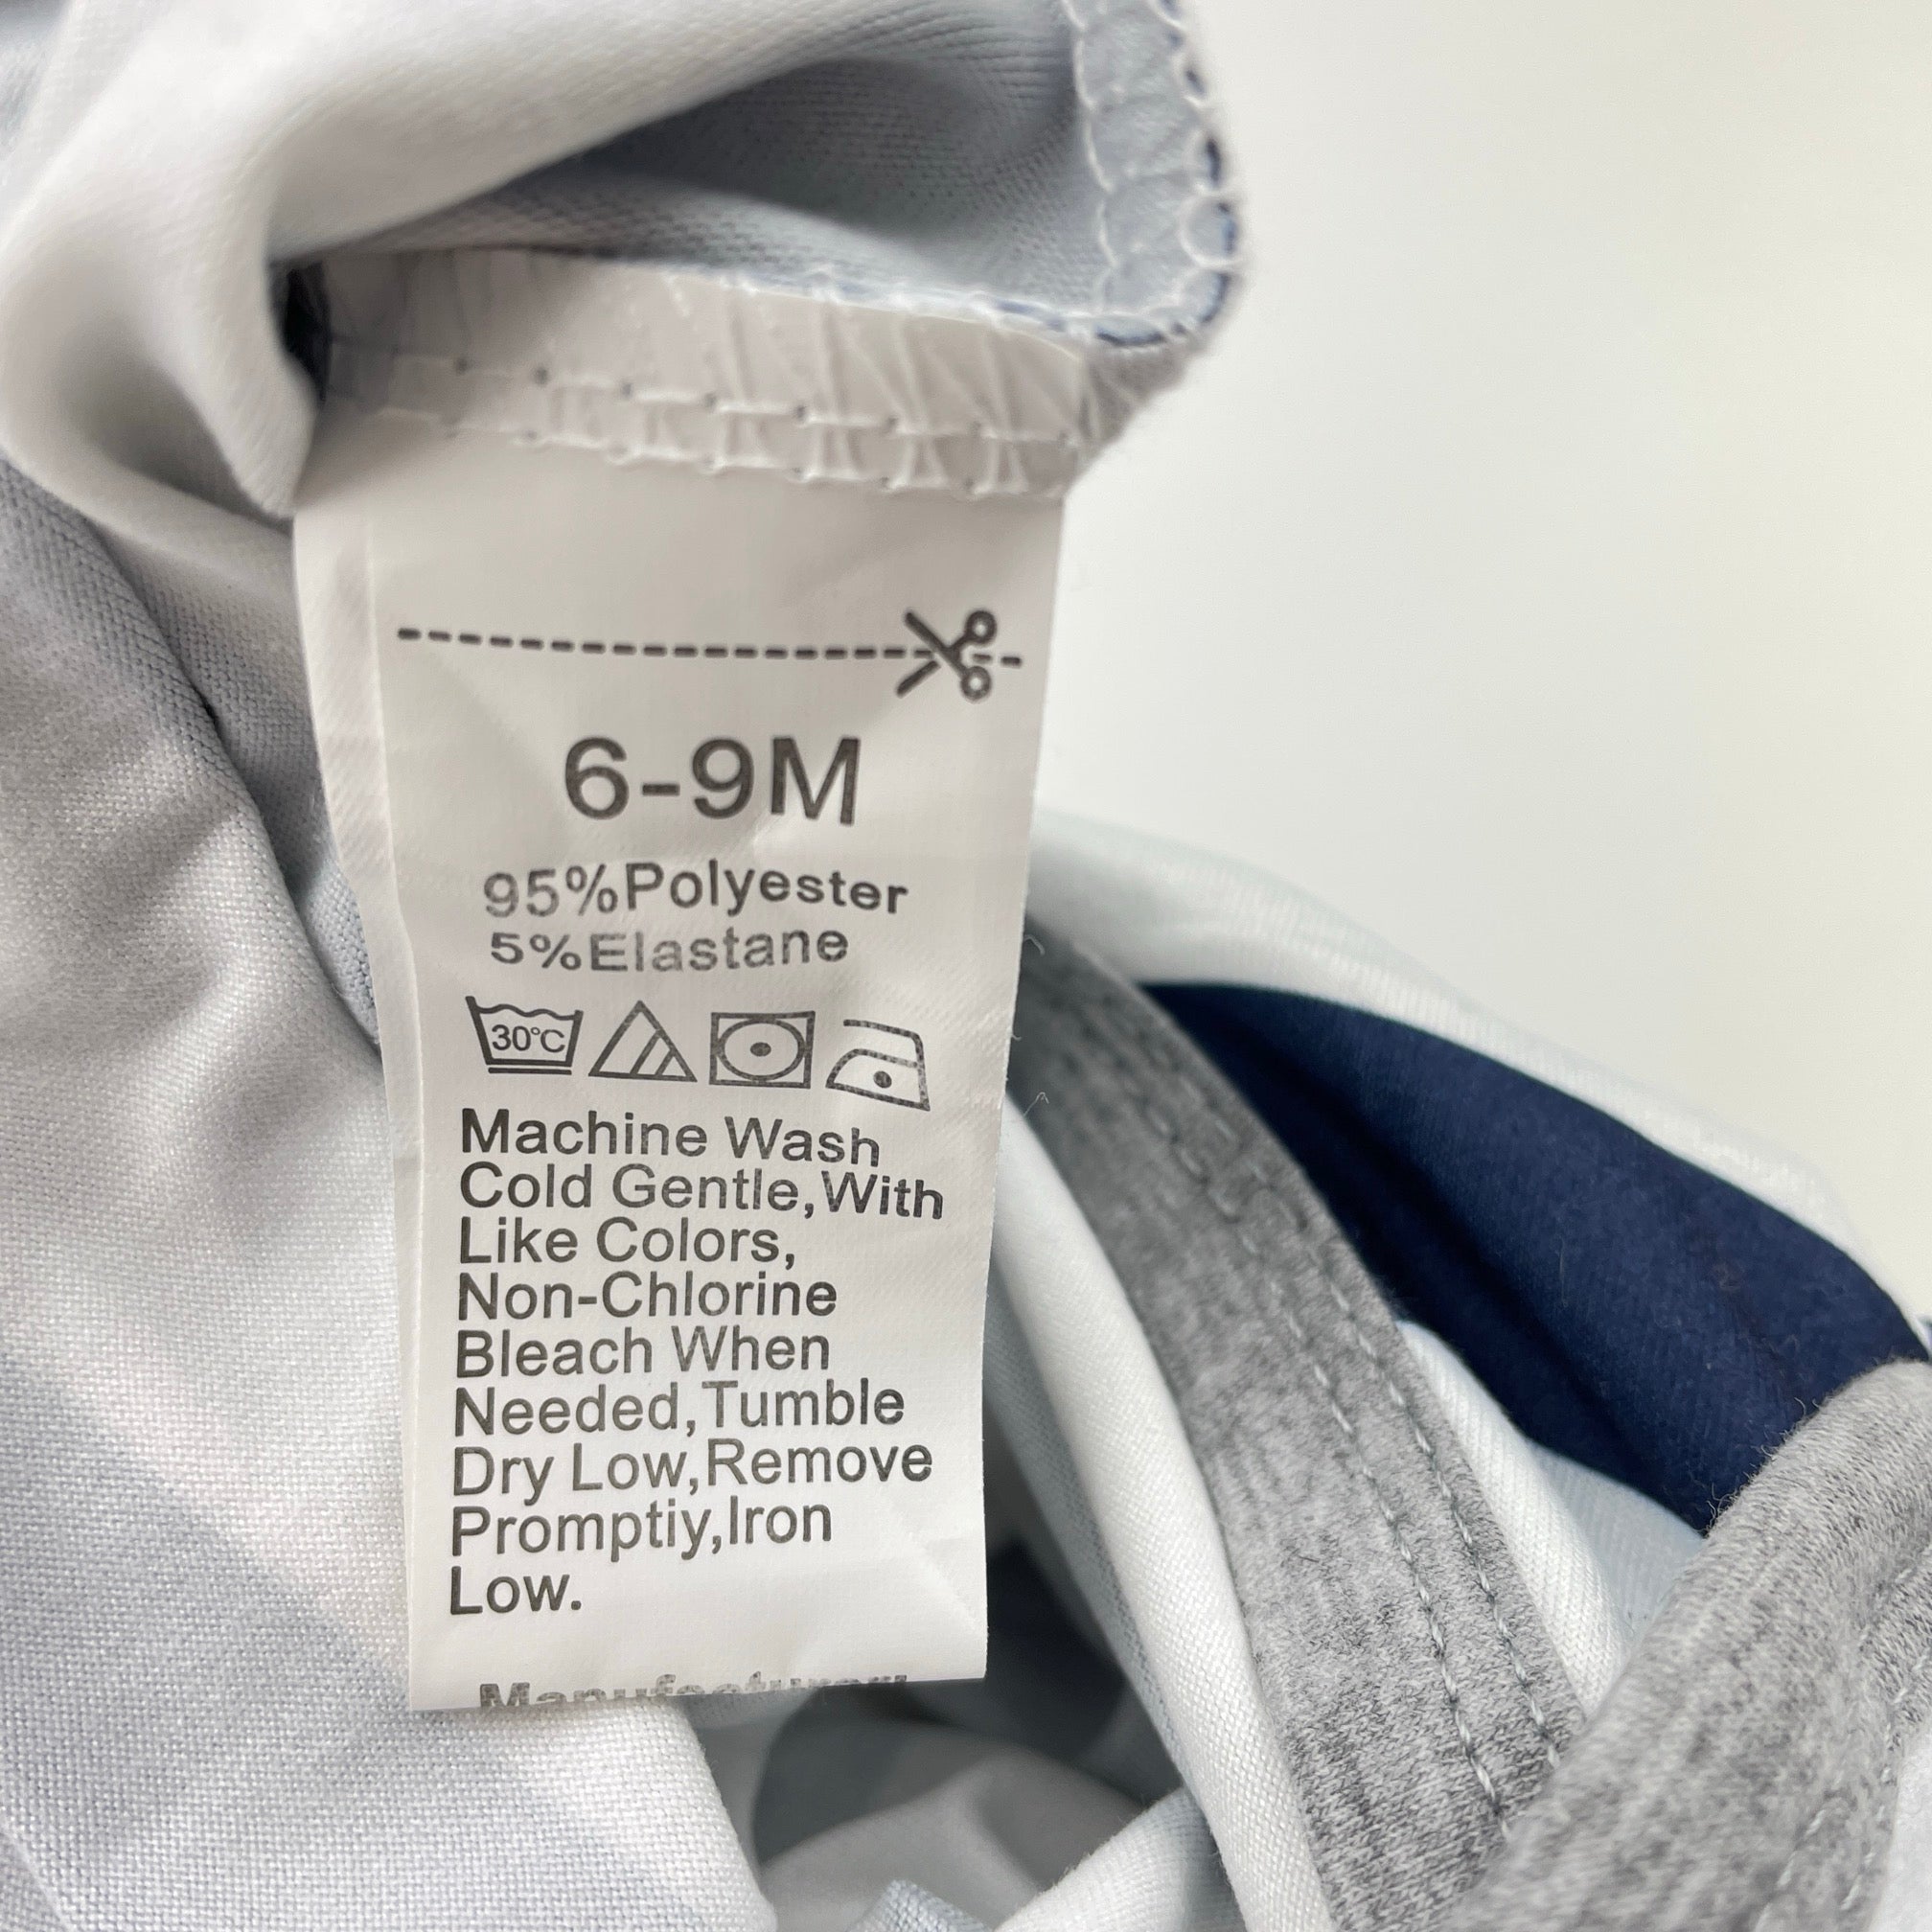 6-9M
95%Polyester
5%Elastane
30℃
Machine Wash
Cold Gentle,With
Like Colors,
Non-Chlorine
Bleach When
Needed,Tumble
Dry Low,Remove
Promptiy,Iron
Low.